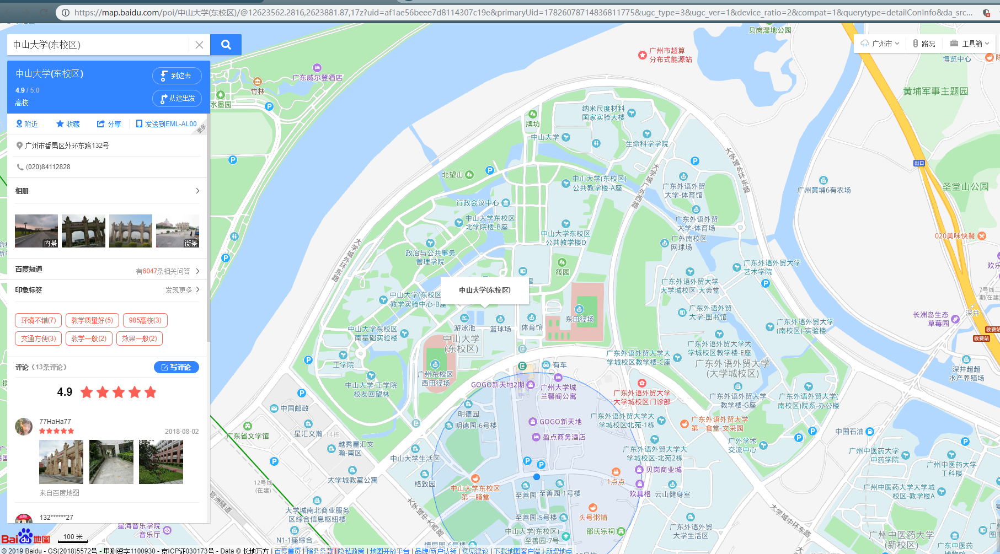 https://map.baidu.com/poi/中山大学(东校区)/@12623562.2816,2623881.87,17z?uid=af1ae56beee7d8114307c19e&primaryUid=17826078714836811775&ugc_type=3&ugc_ver=1&device_ratio=2&compat=1&querytype=detailConInfo&da_src...
中山大学(东校区)
中山大学(东校区)
到这去
4.9 / 5.0
高校
从这出发
附近
收藏
分享
发送到EML-AL00
更多
广州市番禺区外环东路132号
(020)84112828
相册
内景
街景
百度知道
有6047条相关问答
印象标签
发现更多
环境不错(7)
教学质量好(5)
985高校(3)
交通方便(3)
教学一般(2)
效果一般(2)
评论（13条评论）
写评论
4.9
77HaHa77
2018-08-02
来自百度地图
132******27
广州市
路况
工具箱
贝岗湿地公园
广州市超算
分布式能源站
博览中心
黄埔军事主题园
广东威尔登酒店
竹林
水墨园
牌坊
纳米尺度材料
国家实验大楼
中山大学
生命科学学院
大学城外环东路
大学城广外西路
出口
圣堂山公园
广州黄埔6有农场
北望山
中山大学(东校区)
公共教学楼-A座
广东外语外贸
大学-体育馆
行政会议中心
中山大学东校区
北学院楼-B座
广东外语外贸
大学-体育场
中山大学东校区
公共教学楼D
广外南校区
网球场
020美味快餐
大学城外环东路
政治与公共事务
管理学院
筱园
馆
广东外语外贸大学
艺术学院
广东外语外贸
大学城校区-大会堂
欢乐
7号线二
期(在建)
深井
中山大学(东校区)
中山大学(东校区
教学实验中心-B座
东田径场
广东外语外贸
大学-图书馆
长洲岛生态
草莓园
收费站
收费站
游泳池
篮球场
体育馆
中山大学东校区
南基础实验楼
中山大学
(东校区)
广东外语外贸大学
(南校区)-实验楼
广东外语外贸大
学城校区教学楼-E座
广东外语外贸大学大
学城校区教学楼-C座
广东外语外贸大学
(大学城校区)
工学院
有车
深井超超
水产养殖场
广州东校区
西田径场
中山大学-工学院
校友回望林
GOGO新天地2期
广州大学城
兰馨阁公寓
广东外语外贸大学
大学城校区门诊部
广东外语外贸大学
教学楼-G座
广东外语外贸大学(
南校区)院系-办公楼
中国邮政
明德园
明德园-6号楼
GOGO新天地
广东外语外贸大学大
学城校区北苑-1栋
广东外语外贸大学
第一食堂-文采园
广东省文学馆
星汇文瀚
14栋
盈点商务酒店
中国石油
越秀星汇文
瀚-南区
广外学术
交流中心
广东外语外贸大学大
学城校区-北苑2栋
中山大学生活区
广州中医药大学
中药学院
广州中医药大学
工科楼
贝岗商业城
大学城教室公寓
格致园
1点点
12号线
(在建)
官洲隧道
中山大学东校区
第一膳堂
至善园
至善园-1号楼
欢具格
云山健身室
广州中医药大学大学城
校区-教学楼A
大学城南北商业服务
区综合信息枢纽楼
大学城中大西路
至善园-5号楼
头号粥铺
大学城中环东路
星海音乐学院
音乐厅
N1-1座综合
中山大学(东校区)
至善园-7号
邵氏宗祠
广东外语外贸
大学生活区
广州中医药大学
(新校区)
广东中医药
慎思园-6号楼
Baidu地图
100 米
© 2019 Baidu - GS(2018)5572号 - 甲测资字1100930 - 京ICP证030173号 - Data © 长地万方 | 百度首页 | 服务条款 | 隐私政策 | 地图开放平台 | 品牌/商户认领 | 意见建议 | 下载地图客户端 | 新增地点